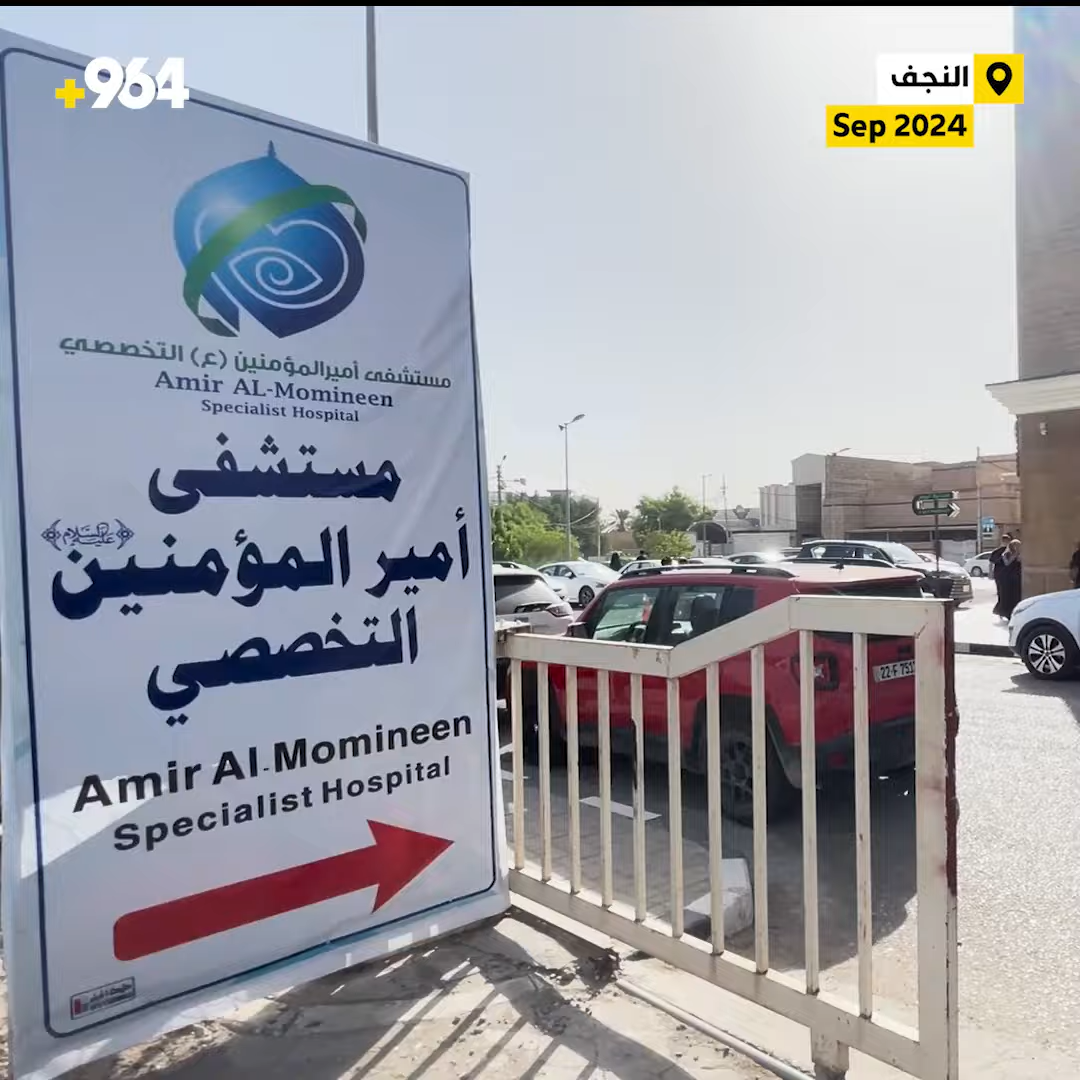 +964
النجف
Sep 2024
مستشفى أميرالمؤمنين (ع) التخصصي
Amir AL-Momineen
Specialist Hospital
مستشفى
أمير المؤمنين
عليه السلام
التخصصي
Amir Al-Momineen
Specialist Hospital